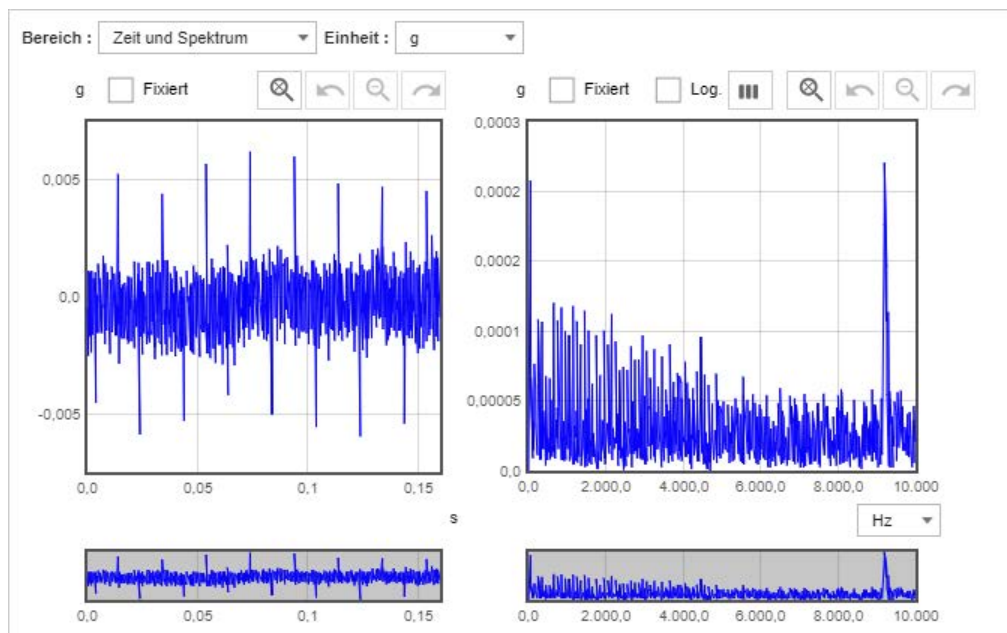 Bereich : Zeit und Spektrum Einheit : g
g Fixiert
g Fixiert Log.
0,005
0,0
-0,005
0,0 0,05 0,1 0,15
s
0,0003
0,0002
0,0002
0,0001
0,00005
0,0
0,0 2.000,0 4.000,0 6.000,0 8.000,0 10.000
Hz
0,0 0,05 0,1 0,15
0,0 2.000,0 4.000,0 6.000,0 8.000,0 10.000